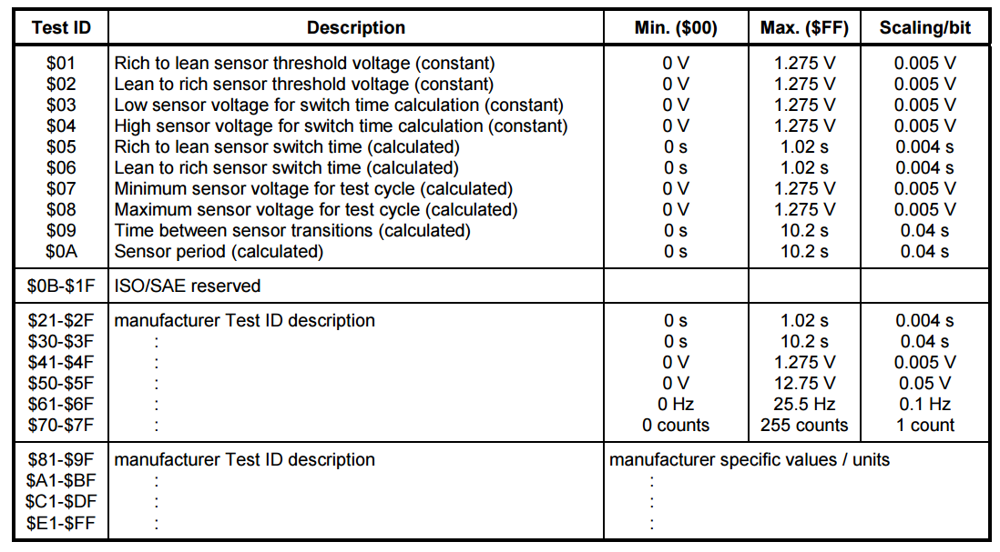 Test ID Description Min. ($00) Max. ($FF) Scaling/bit
$01 Rich to lean sensor threshold voltage (constant) 0 V 1.275 V 0.005 V
$02 Lean to rich sensor threshold voltage (constant) 0 V 1.275 V 0.005 V
$03 Low sensor voltage for switch time calculation (constant) 0 V 1.275 V 0.005 V
$04 High sensor voltage for switch time calculation (constant) 0 V 1.275 V 0.005 V
$05 Rich to lean sensor switch time (calculated) 0 s 1.02 s 0.004 s
$06 Lean to rich sensor switch time (calculated) 0 s 1.02 s 0.004 s
$07 Minimum sensor voltage for test cycle (calculated) 0 V 1.275 V 0.005 V
$08 Maximum sensor voltage for test cycle (calculated) 0 V 1.275 V 0.005 V
$09 Time between sensor transitions (calculated) 0 s 10.2 s 0.04 s
$0A Sensor period (calculated) 0 s 10.2 s 0.04 s
$0B-$1F ISO/SAE reserved
$21-$2F manufacturer Test ID description 0 s 1.02 s 0.004 s
$30-$3F : 0 s 10.2 s 0.04 s
$41-$4F : 0 V 1.275 V 0.005 V
$50-$5F : 0 V 12.75 V 0.05 V
$61-$6F : 0 Hz 25.5 Hz 0.1 Hz
$70-$7F : 0 counts 255 counts 1 count
$81-$9F manufacturer Test ID description manufacturer specific values / units
$A1-$BF : :
$C1-$DF : :
$E1-$FF : :